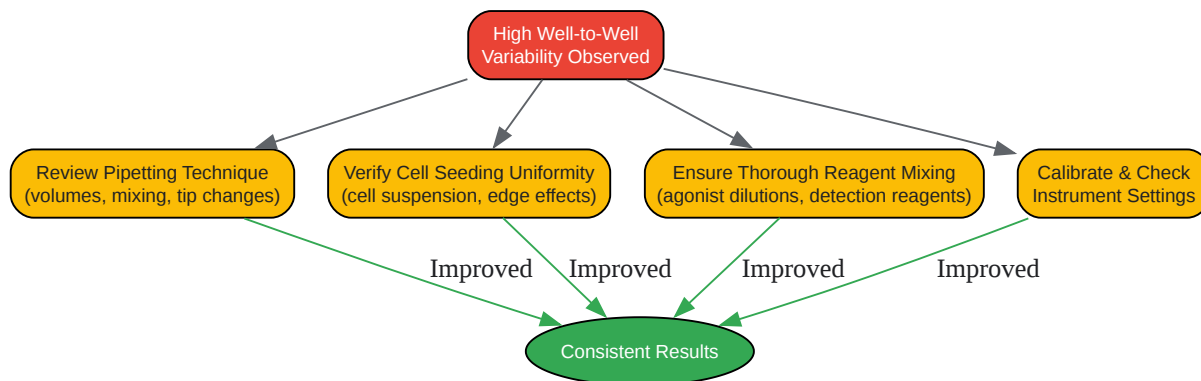 High Well-to-Well
Variability Observed
Review Pipetting Technique
(volumes, mixing, tip changes)
Verify Cell Seeding Uniformity
(cell suspension, edge effects)
Ensure Thorough Reagent Mixing
(agonist dilutions, detection reagents)
Calibrate & Check
Instrument Settings
Improved
Improved
Improved
Improved
Consistent Results